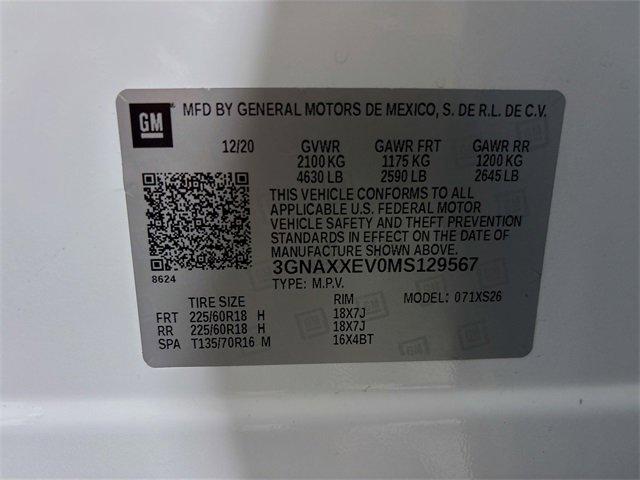 GM MFD BY GENERAL MOTORS DE MEXICO, S. DE R.L. DE C.V.
12/20 GVWR GAWR FRT GAWR RR
2100 KG 1175 KG 1200 KG
4630 LB 2590 LB 2645 LB
THIS VEHICLE CONFORMS TO ALL
APPLICABLE U.S. FEDERAL MOTOR
VEHICLE SAFETY AND THEFT PREVENTION
STANDARDS IN EFFECT ON THE DATE OF
MANUFACTURE SHOWN ABOVE.
3GNAXXEV0MS129567
8624 TYPE: M.P.V.
TIRE SIZE RIM MODEL: 071XS26
FRT 225/60R18 H 18X7J
RR 225/60R18 H 18X7J
SPA T135/70R16 M 16X4BT